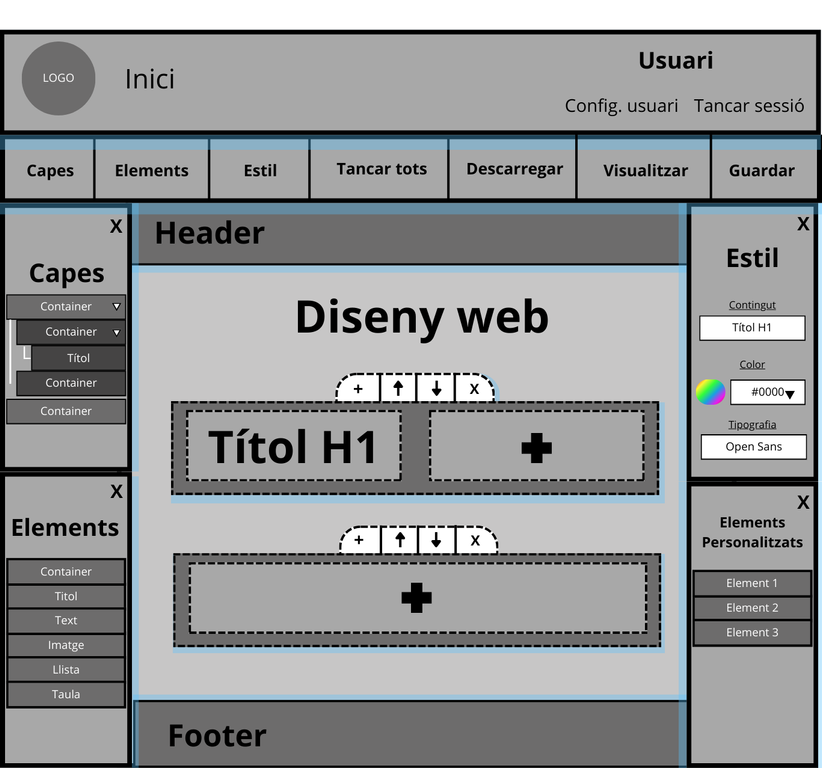 LOGO
Inici
Usuari
Config. usuari Tancar sessió
Capes Elements Estil Tancar tots Descarregar Visualitzar Guardar
X
Capes
Container
Container
Títol
Container
Container
X
Elements
Container
Titol
Text
Imatge
Llista
Taula
Header
Diseny web
+ X
Títol H1
+ X
Footer
X
Estil
Contingut
Títol H1
Color
#0000
Tipografia
Open Sans
X
Elements
Personalitzats
Element 1
Element 2
Element 3